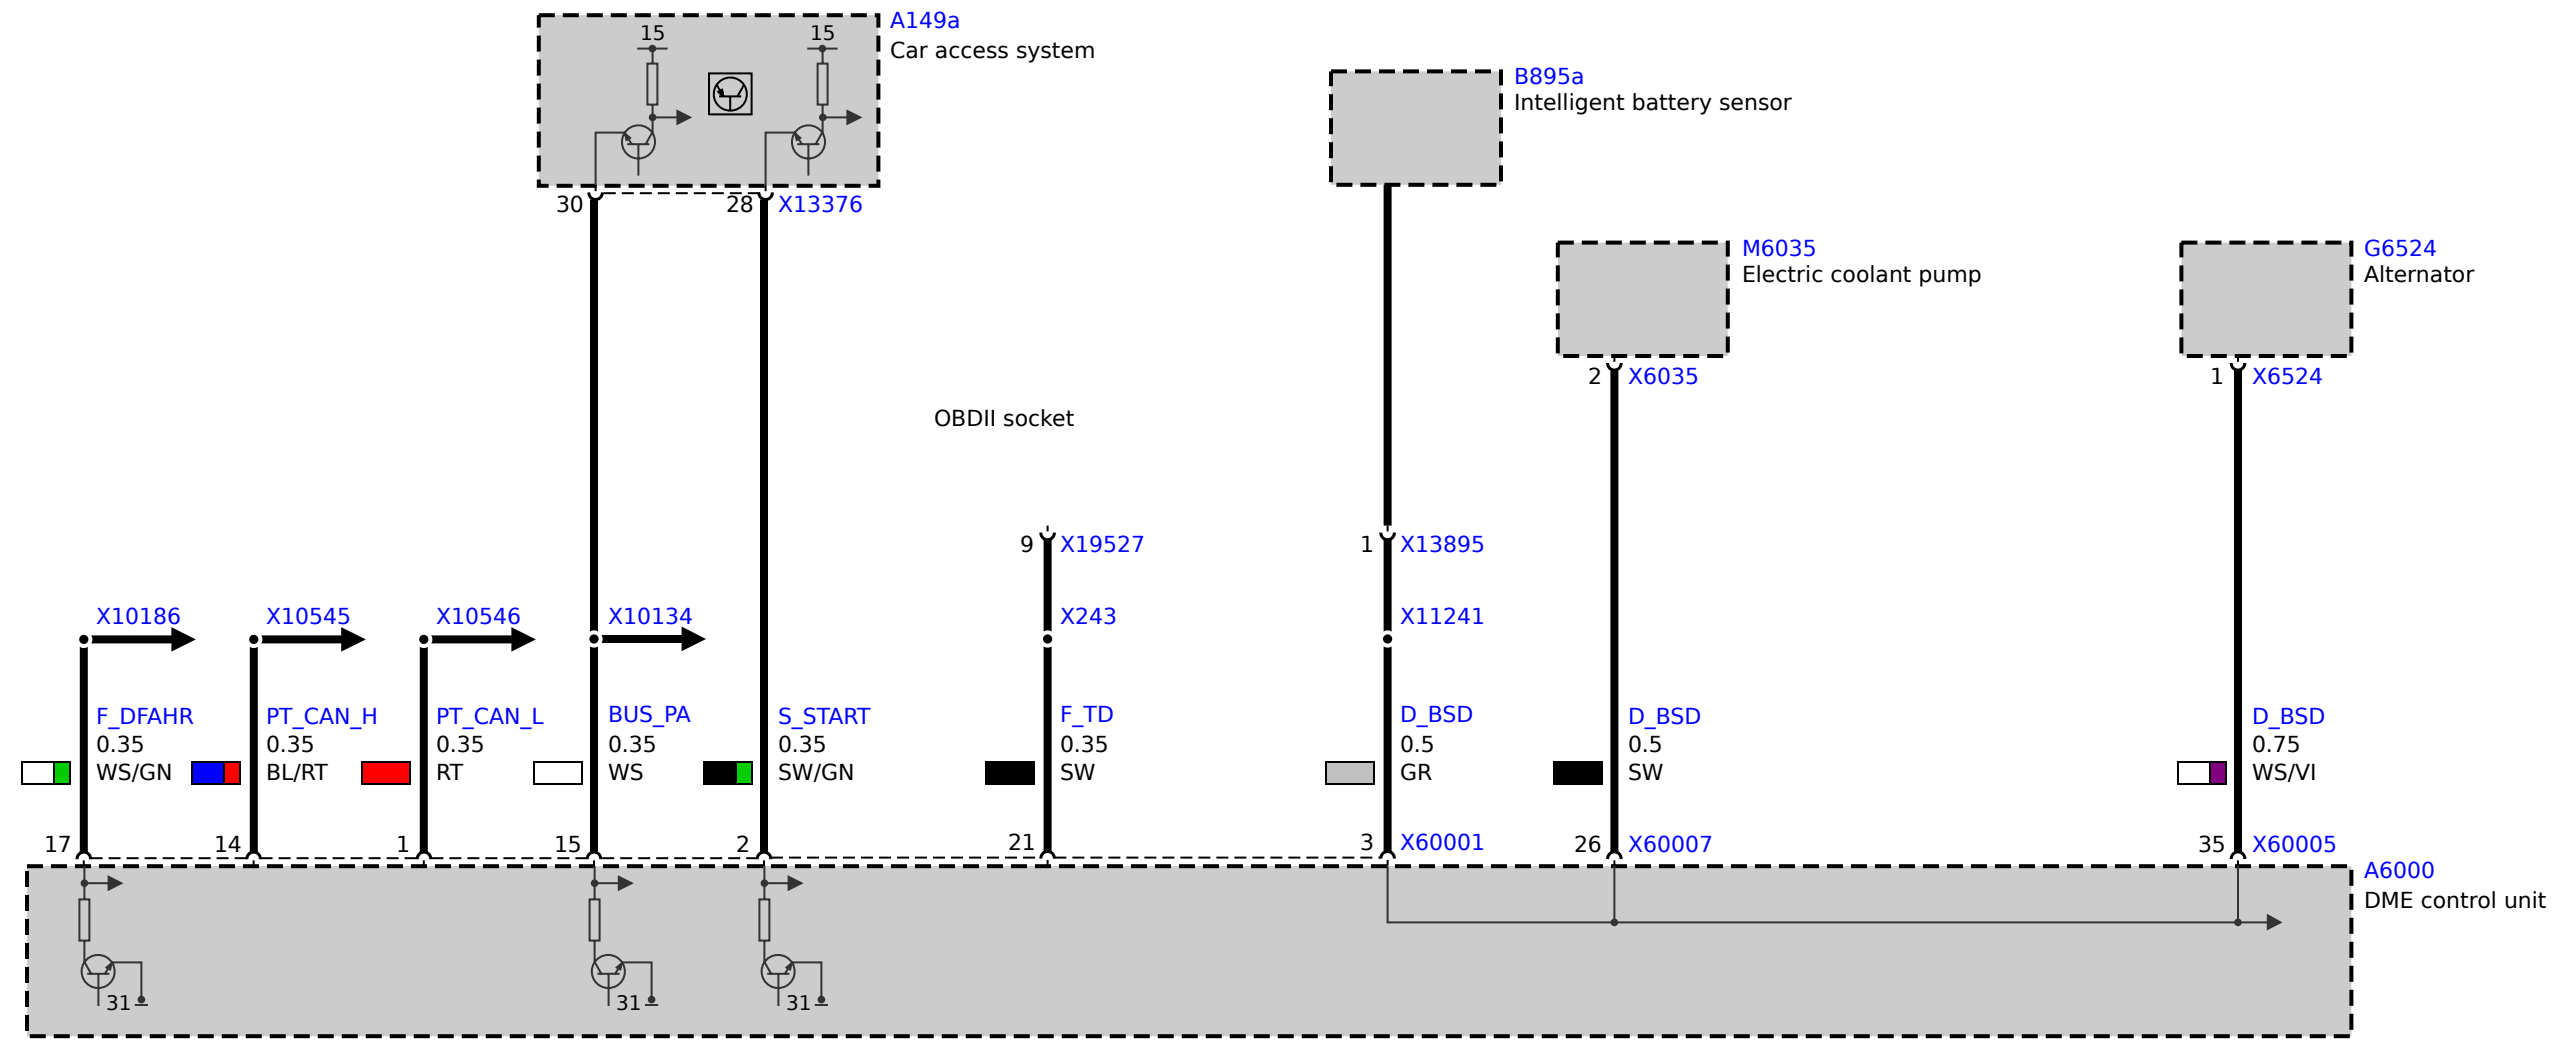 15
15
A149a
Car access system
30
28
X13376
B895a
Intelligent battery sensor
M6035
Electric coolant pump
G6524
Alternator
2
X6035
1
X6524
OBDII socket
9
X19527
1
X13895
X10186
X10545
X10546
X10134
X243
X11241
F_DFAHR
0.35
WS/GN
PT_CAN_H
0.35
BL/RT
PT_CAN_L
0.35
RT
BUS_PA
0.35
WS
S_START
0.35
SW/GN
F_TD
0.35
SW
D_BSD
0.5
GR
D_BSD
0.5
SW
D_BSD
0.75
WS/VI
17
14
1
15
2
21
3
X60001
26
X60007
35
X60005
A6000
DME control unit
31
31
31